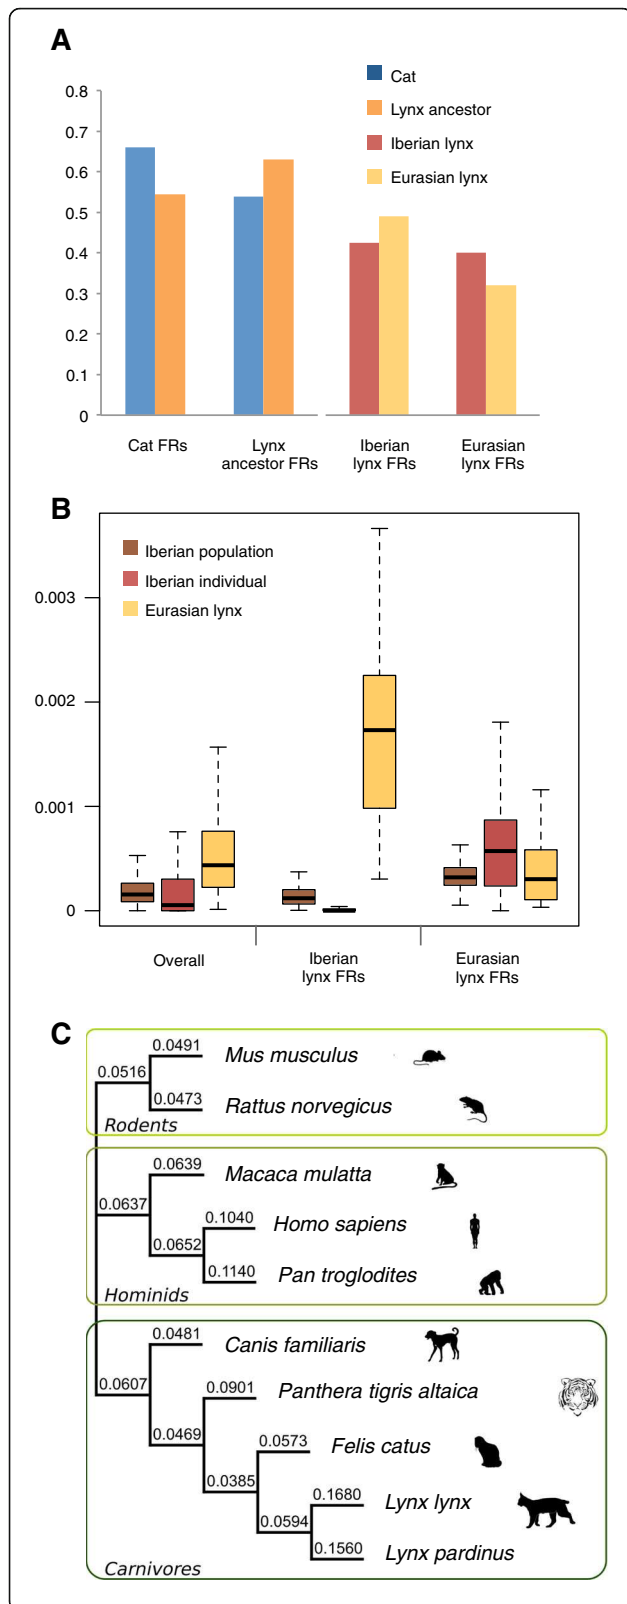 A
Cat
Lynx ancestor
Iberian lynx
Eurasian lynx
0.8
0.7
0.6
0.5
0.4
0.3
0.2
0.1
0
Cat FRs
Lynx
ancestor FRs
Iberian
lynx FRs
Eurasian
lynx FRs
B
Iberian population
Iberian individual
Eurasian lynx
0.003
0.002
0.001
0
Overall
Iberian
lynx FRs
Eurasian
lynx FRs
C
0.0491
Mus musculus
0.0516
0.0473
Rattus norvegicus
Rodents
0.0639
Macaca mulatta
0.0637
0.1040
Homo sapiens
0.0652
0.1140
Pan troglodites
Hominids
0.0481
Canis familiaris
0.0607
0.0901
Panthera tigris altaica
0.0469
0.0573
Felis catus
0.0385
0.1680
Lynx lynx
0.0594
0.1560
Lynx pardinus
Carnivores